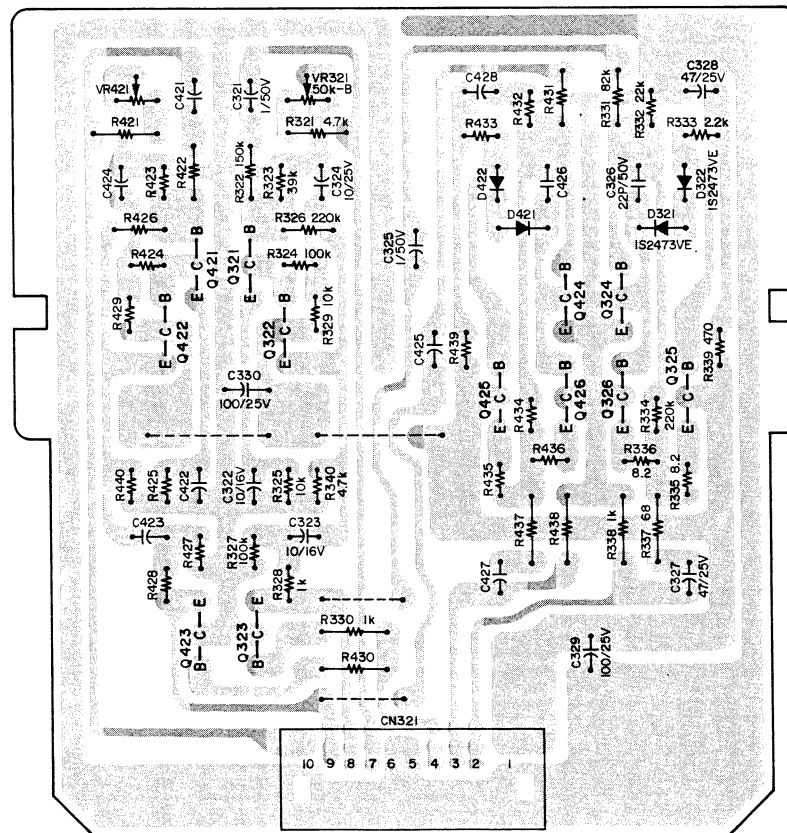 VR421
C421
C321
1/50V
VR321
50k-B
C428
R432
R431
R331 82k
R332 22k
C328
47/25V
R421
R321 4.7k
R433
R333 2.2k
C424
R423
R422
R322 150k
R323
39k
C324
10/25V
D422
C426
C326
22P/50V
D322
1S2473VE
R426
B
B
R326 220k
C325
1/50V
D421
D321
1S2473VE
R424
C
Q421
C
Q321
R324 100k
E
E
B
Q424
B
Q324
R429
B
C
E
Q422
B
C
E
Q322
R329 10k
C
E
C
E
C425
R439
R339 470
C330
100/25V
B
C
E
Q425
R434
B
C
E
Q426
B
C
E
Q326
R334
220k
B
C
E
Q325
R436
R336
8.2
R440
R425
C422
C322
10/16V
R325
10k
R340
4.7k
R435
R335 8.2
C423
R427
R327
100k
C323
10/16V
R437
R438
R338 1k
R337 68
R428
R328
1k
C427
C327
47/25V
E
C
B
Q423
E
C
B
Q323
R330 1k
R430
C329
100/25V
CN321
10 9 8 7 6 5 4 3 2 1